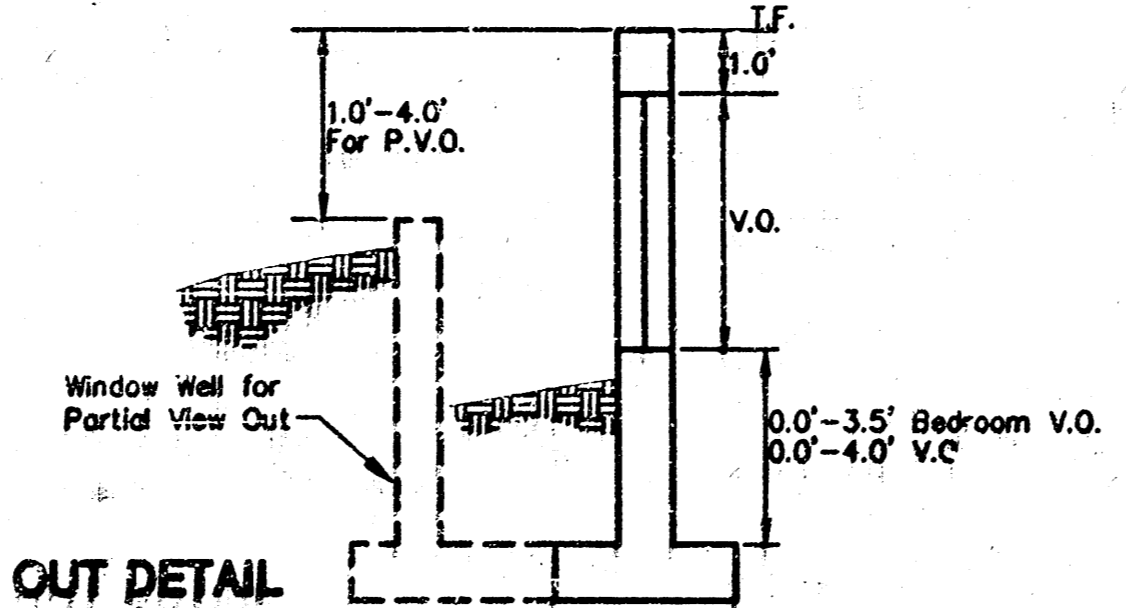 T.F.
1.0'
1.0'-4.0'
For P.V.O.
V.O.
Window Well for
Partial View Out
0.0'-3.5' Bedroom V.O.
0.0'-4.0' V.O
OUT DETAIL